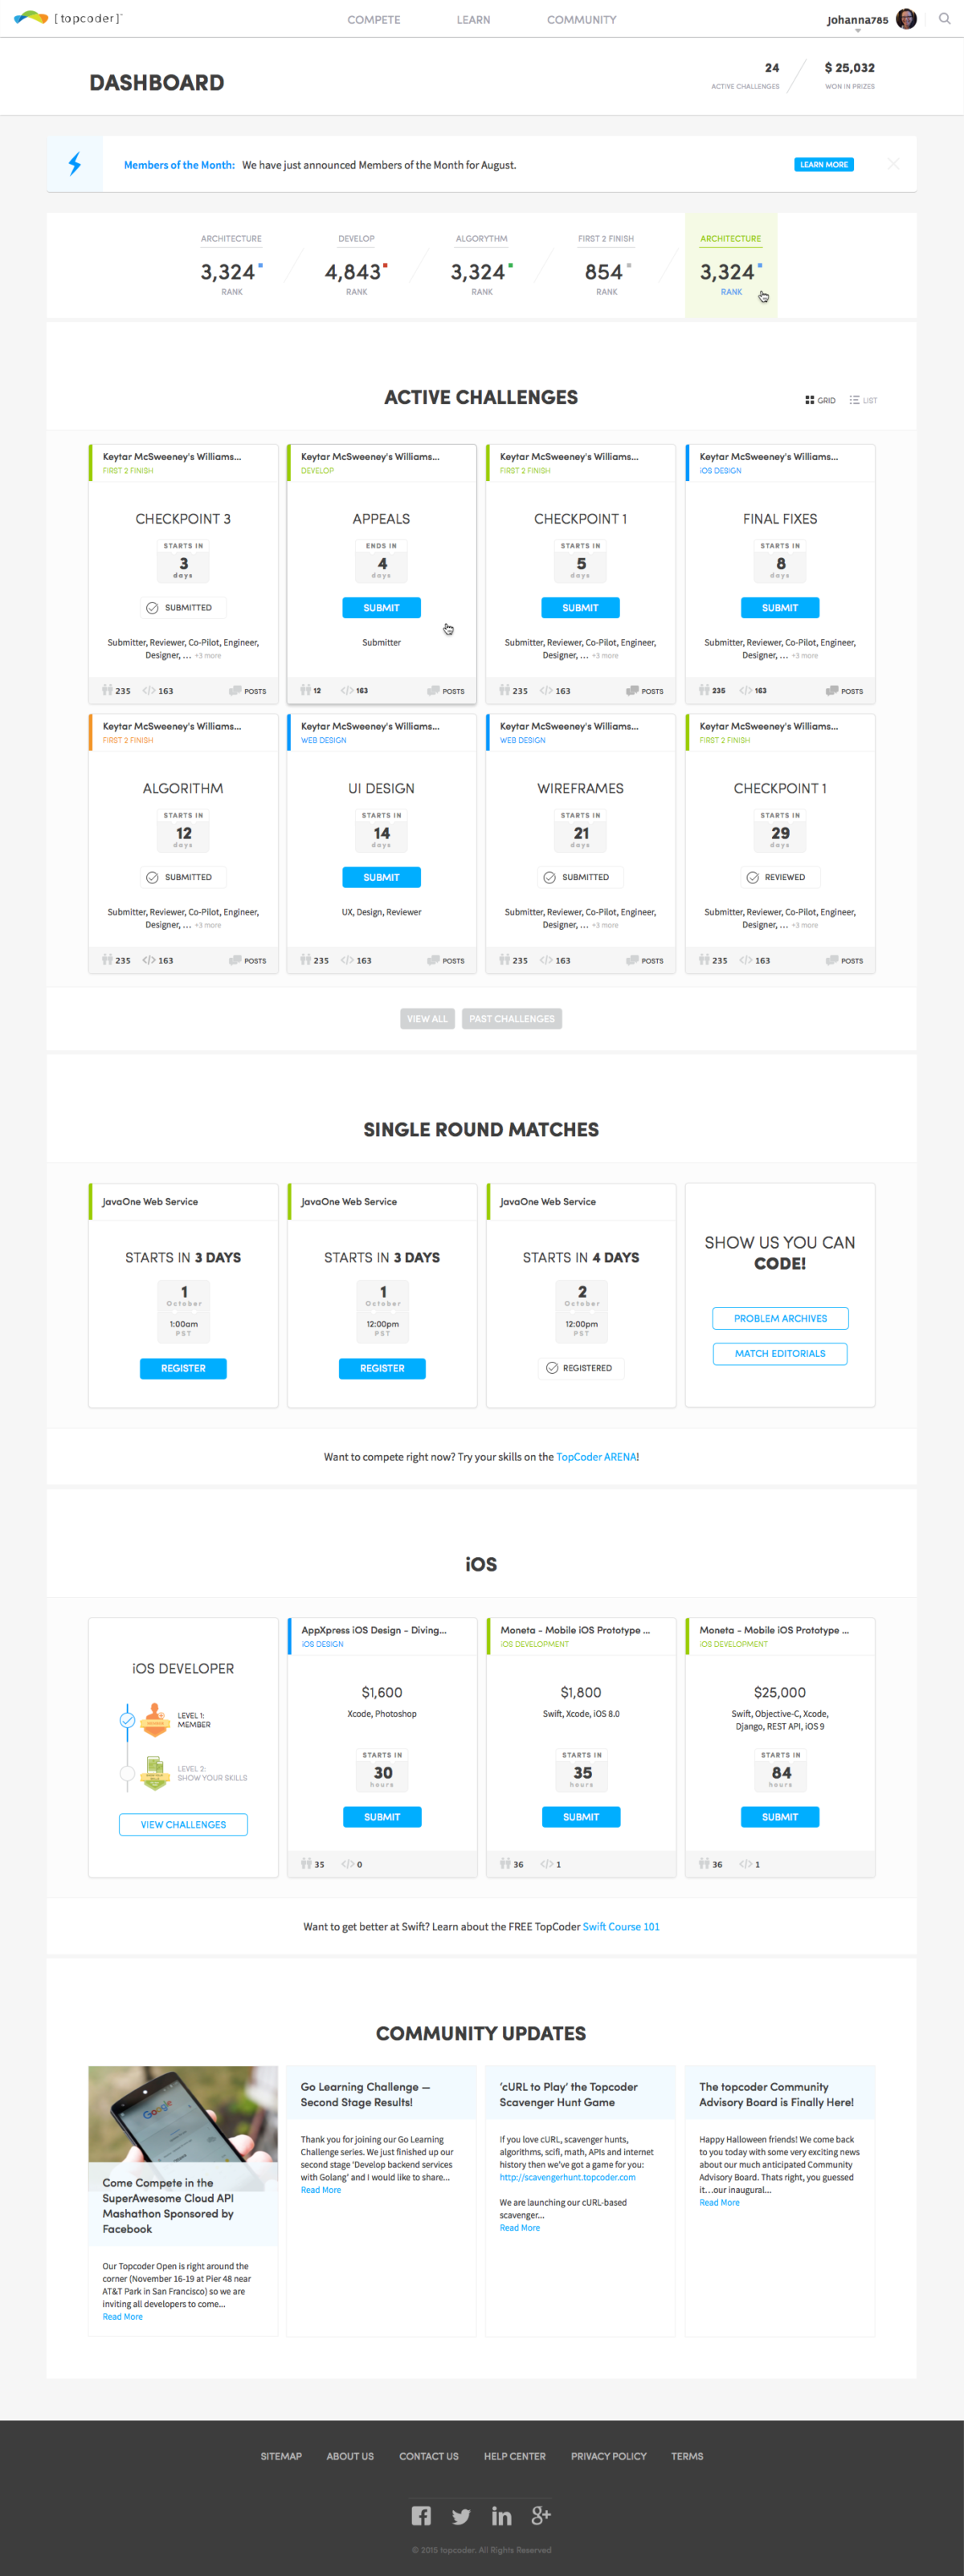 [ topcoder ]™
COMPETE
LEARN
COMMUNITY
Johanna785
DASHBOARD
24
ACTIVE CHALLENGES
$ 25,032
WON IN PRIZES
Members of the Month: We have just announced Members of the Month for August.
LEARN MORE
ARCHITECTURE
3,324
RANK
DEVELOP
4,843
RANK
ALGORYTHM
3,324
RANK
FIRST 2 FINISH
854
RANK
ARCHITECTURE
3,324
RANK
ACTIVE CHALLENGES
GRID
LIST
Keytar McSweeney's Williams...
FIRST 2 FINISH
CHECKPOINT 3
STARTS IN
3
days
SUBMITTED
Submitter, Reviewer, Co-Pilot, Engineer,
Designer, ... +3 more
235
163
POSTS
Keytar McSweeney's Williams...
DEVELOP
APPEALS
ENDS IN
4
days
SUBMIT
Submitter
12
163
POSTS
Keytar McSweeney's Williams...
FIRST 2 FINISH
CHECKPOINT 1
STARTS IN
5
days
SUBMIT
Submitter, Reviewer, Co-Pilot, Engineer,
Designer, ... +3 more
235
163
POSTS
Keytar McSweeney's Williams...
iOS DESIGN
FINAL FIXES
STARTS IN
8
days
SUBMIT
Submitter, Reviewer, Co-Pilot, Engineer,
Designer, ... +3 more
235
163
POSTS
Keytar McSweeney's Williams...
FIRST 2 FINISH
ALGORITHM
STARTS IN
12
days
SUBMITTED
Submitter, Reviewer, Co-Pilot, Engineer,
Designer, ... +3 more
235
163
POSTS
Keytar McSweeney's Williams...
WEB DESIGN
UI DESIGN
STARTS IN
14
days
SUBMIT
UX, Design, Reviewer
235
163
POSTS
Keytar McSweeney's Williams...
WEB DESIGN
WIREFRAMES
STARTS IN
21
days
SUBMITTED
Submitter, Reviewer, Co-Pilot, Engineer,
Designer, ... +3 more
235
163
POSTS
Keytar McSweeney's Williams...
FIRST 2 FINISH
CHECKPOINT 1
STARTS IN
29
days
REVIEWED
Submitter, Reviewer, Co-Pilot, Engineer,
Designer, ... +3 more
235
163
POSTS
VIEW ALL
PAST CHALLENGES
SINGLE ROUND MATCHES
JavaOne Web Service
STARTS IN 3 DAYS
1
October
1:00am
PST
REGISTER
JavaOne Web Service
STARTS IN 3 DAYS
1
October
12:00pm
PST
REGISTER
JavaOne Web Service
STARTS IN 4 DAYS
2
October
12:00pm
PST
REGISTERED
SHOW US YOU CAN
CODE!
PROBLEM ARCHIVES
MATCH EDITORIALS
Want to compete right now? Try your skills on the TopCoder ARENA!
iOS
iOS DEVELOPER
LEVEL 1:
MEMBER
LEVEL 2:
SHOW YOUR SKILLS
VIEW CHALLENGES
AppXpress iOS Design - Diving...
iOS DESIGN
$1,600
Xcode, Photoshop
STARTS IN
30
hours
SUBMIT
35
0
Moneta - Mobile iOS Prototype ...
iOS DEVELOPMENT
$1,800
Swift, Xcode, iOS 8.0
STARTS IN
35
hours
SUBMIT
36
1
Moneta - Mobile iOS Prototype ...
iOS DEVELOPMENT
$25,000
Swift, Objective-C, Xcode,
Django, REST API, iOS 9
STARTS IN
84
hours
SUBMIT
36
1
Want to get better at Swift? Learn about the FREE TopCoder Swift Course 101
COMMUNITY UPDATES
Google
Come Compete in the
SuperAwesome Cloud API
Mashathon Sponsored by
Facebook
Our Topcoder Open is right around the
corner (November 16-19 at Pier 48 near
AT&T Park in San Francisco) so we are
inviting all developers to come...
Read More
Go Learning Challenge —
Second Stage Results!
Thank you for joining our Go Learning
Challenge series. We just finished up our
second stage 'Develop backend services
with Golang' and I would like to share...
Read More
'cURL to Play' the Topcoder
Scavenger Hunt Game
If you love cURL, scavenger hunts,
algorithms, scifi, math, APIs and internet
history then we've got a game for you:
http://scavengerhunt.topcoder.com
We are launching our cURL-based
scavenger...
Read More
The topcoder Community
Advisory Board is Finally Here!
Happy Halloween friends! We come back
to you today with some very exciting news
about our much anticipated Community
Advisory Board. Thats right, you guessed
it...our inaugural...
Read More
SITEMAP
ABOUT US
CONTACT US
HELP CENTER
PRIVACY POLICY
TERMS
© 2015 topcoder. All Rights Reserved